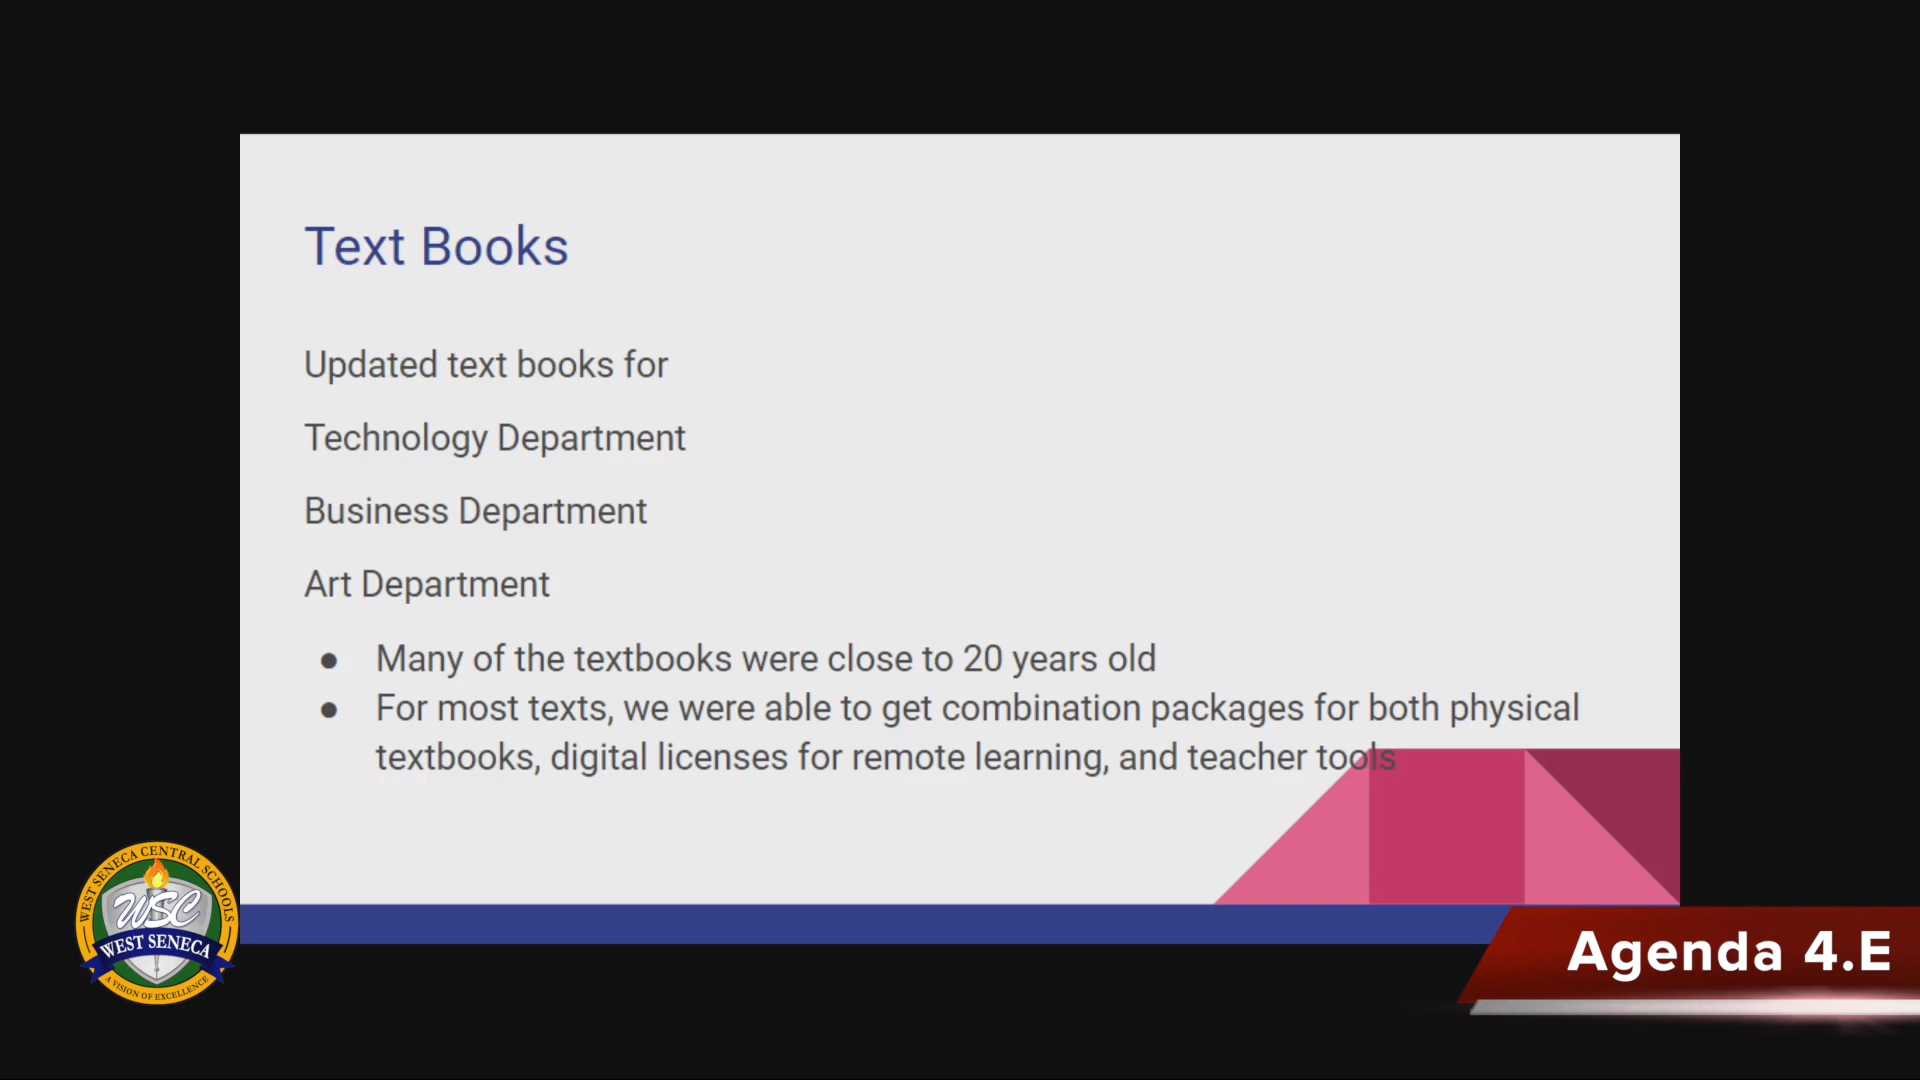 Text Books
Updated text books for
Technology Department
Business Department
Art Department
● Many of the textbooks were close to 20 years old
● For most texts, we were able to get combination packages for both physical
textbooks, digital licenses for remote learning, and teacher tools
WEST SENECA CENTRAL SCHOOLS
WSC
WEST SENECA
A VISION OF EXCELLENCE
Agenda 4.E